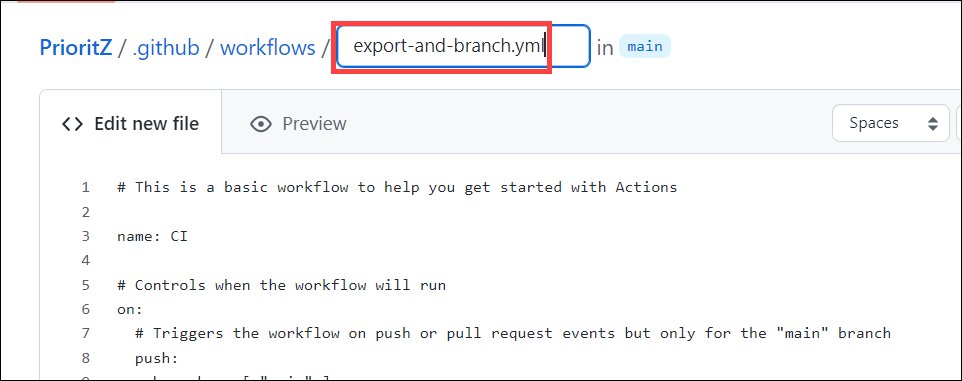 PrioritZ / .github / workflows / export-and-branch.yml in main
Edit new file Preview Spaces
1 # This is a basic workflow to help you get started with Actions
2
3 name: CI
4
5 # Controls when the workflow will run
6 on:
7 # Triggers the workflow on push or pull request events but only for the "main" branch
8 push: